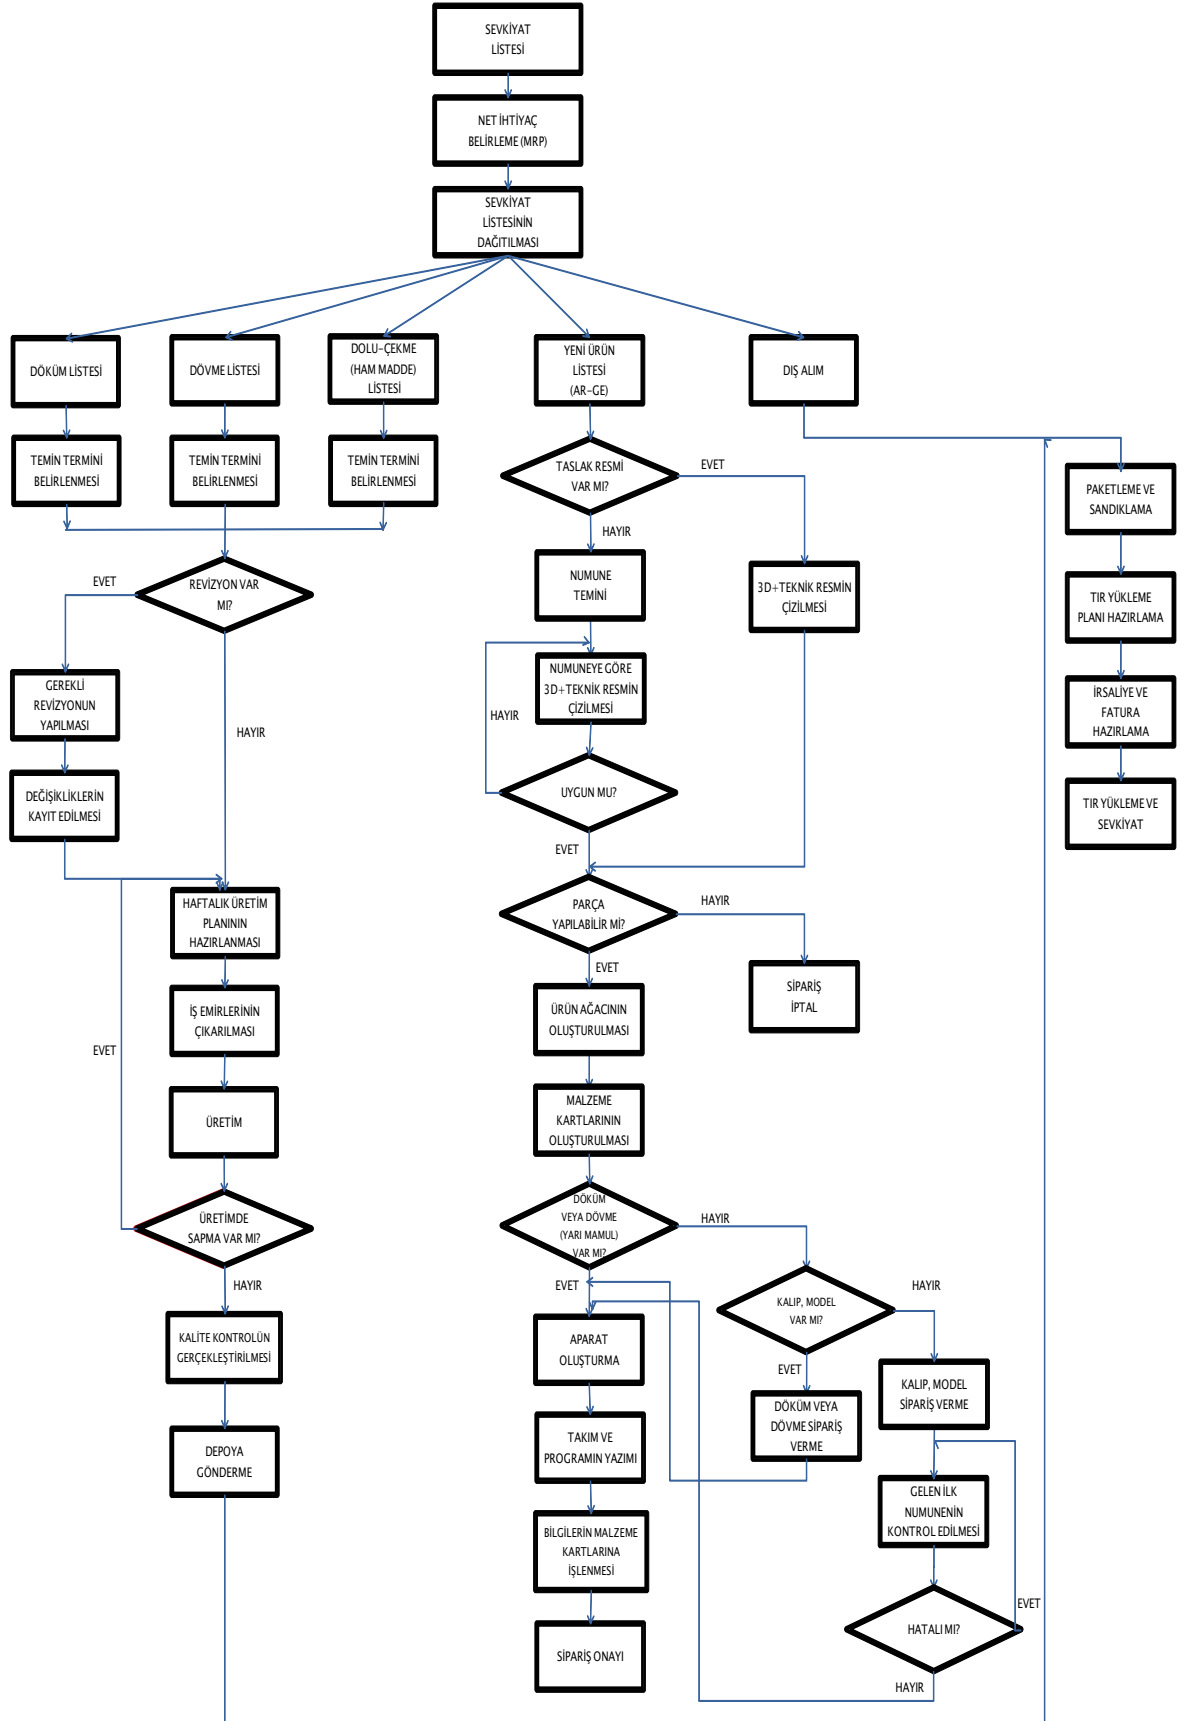 SEVKİYAT
LİSTESİ
NET İHTİYAÇ
BELİRLEME (MRP)
SEVKİYAT
LİSTESİNİN
DAĞITILMASI
DÖKÜM LİSTESİ
DÖVME LİSTESİ
DOLU-ÇEKME
(HAM MADDE)
LİSTESİ
YENİ ÜRÜN
LİSTESİ
(AR-GE)
DIŞ ALIM
TEMİN TERMİNİ
BELİRLENMESİ
TEMİN TERMİNİ
BELİRLENMESİ
TEMİN TERMİNİ
BELİRLENMESİ
TASLAK RESMİ
VAR MI?
EVET
HAYIR
PAKETLEME VE
SANDIKLAMA
REVİZYON VAR
MI?
EVET
HAYIR
NUMUNE
TEMİNİ
3D+TEKNİK RESMİN
ÇİZİLMESİ
TIR YÜKLEME
PLANI HAZIRLAMA
GEREKLİ
REVİZYONUN
YAPILMASI
NUMUNEYE GÖRE
3D+TEKNİK RESMİN
ÇİZİLMESİ
HAYIR
İRSALİYE VE
FATURA
HAZIRLAMA
DEĞİŞİKLİKLERİN
KAYIT EDİLMESİ
UYGUN MU?
EVET
TIR YÜKLEME VE
SEVKİYAT
HAFTALIK ÜRETİM
PLANININ
HAZIRLANMASI
PARÇA
YAPILABİLİR Mİ?
HAYIR
EVET
SİPARİŞ
İPTAL
İŞ EMİRLERİNİN
ÇIKARILMASI
EVET
ÜRÜN AĞACININ
OLUŞTURULMASI
ÜRETİM
MALZEME
KARTLARININ
OLUŞTURULMASI
ÜRETİMDE
SAPMA VAR MI?
HAYIR
DÖKÜM
VEYA DÖVME
(YARI MAMUL)
VAR MI?
HAYIR
EVET
KALIP, MODEL
VAR MI?
HAYIR
EVET
KALİTE KONTROLÜN
GERÇEKLEŞTİRİLMESİ
APARAT
OLUŞTURMA
KALIP, MODEL
SİPARİŞ VERME
DÖKÜM VEYA
DÖVME SİPARİŞ
VERME
DEPOYA
GÖNDERME
TAKIM VE
PROGRAMIN YAZIMI
GELEN İLK
NUMUNENİN
KONTROL EDİLMESİ
BİLGİLERİN MALZEME
KARTLARINA
İŞLENMESİ
HATALI MI?
EVET
HAYIR
SİPARİŞ ONAYI